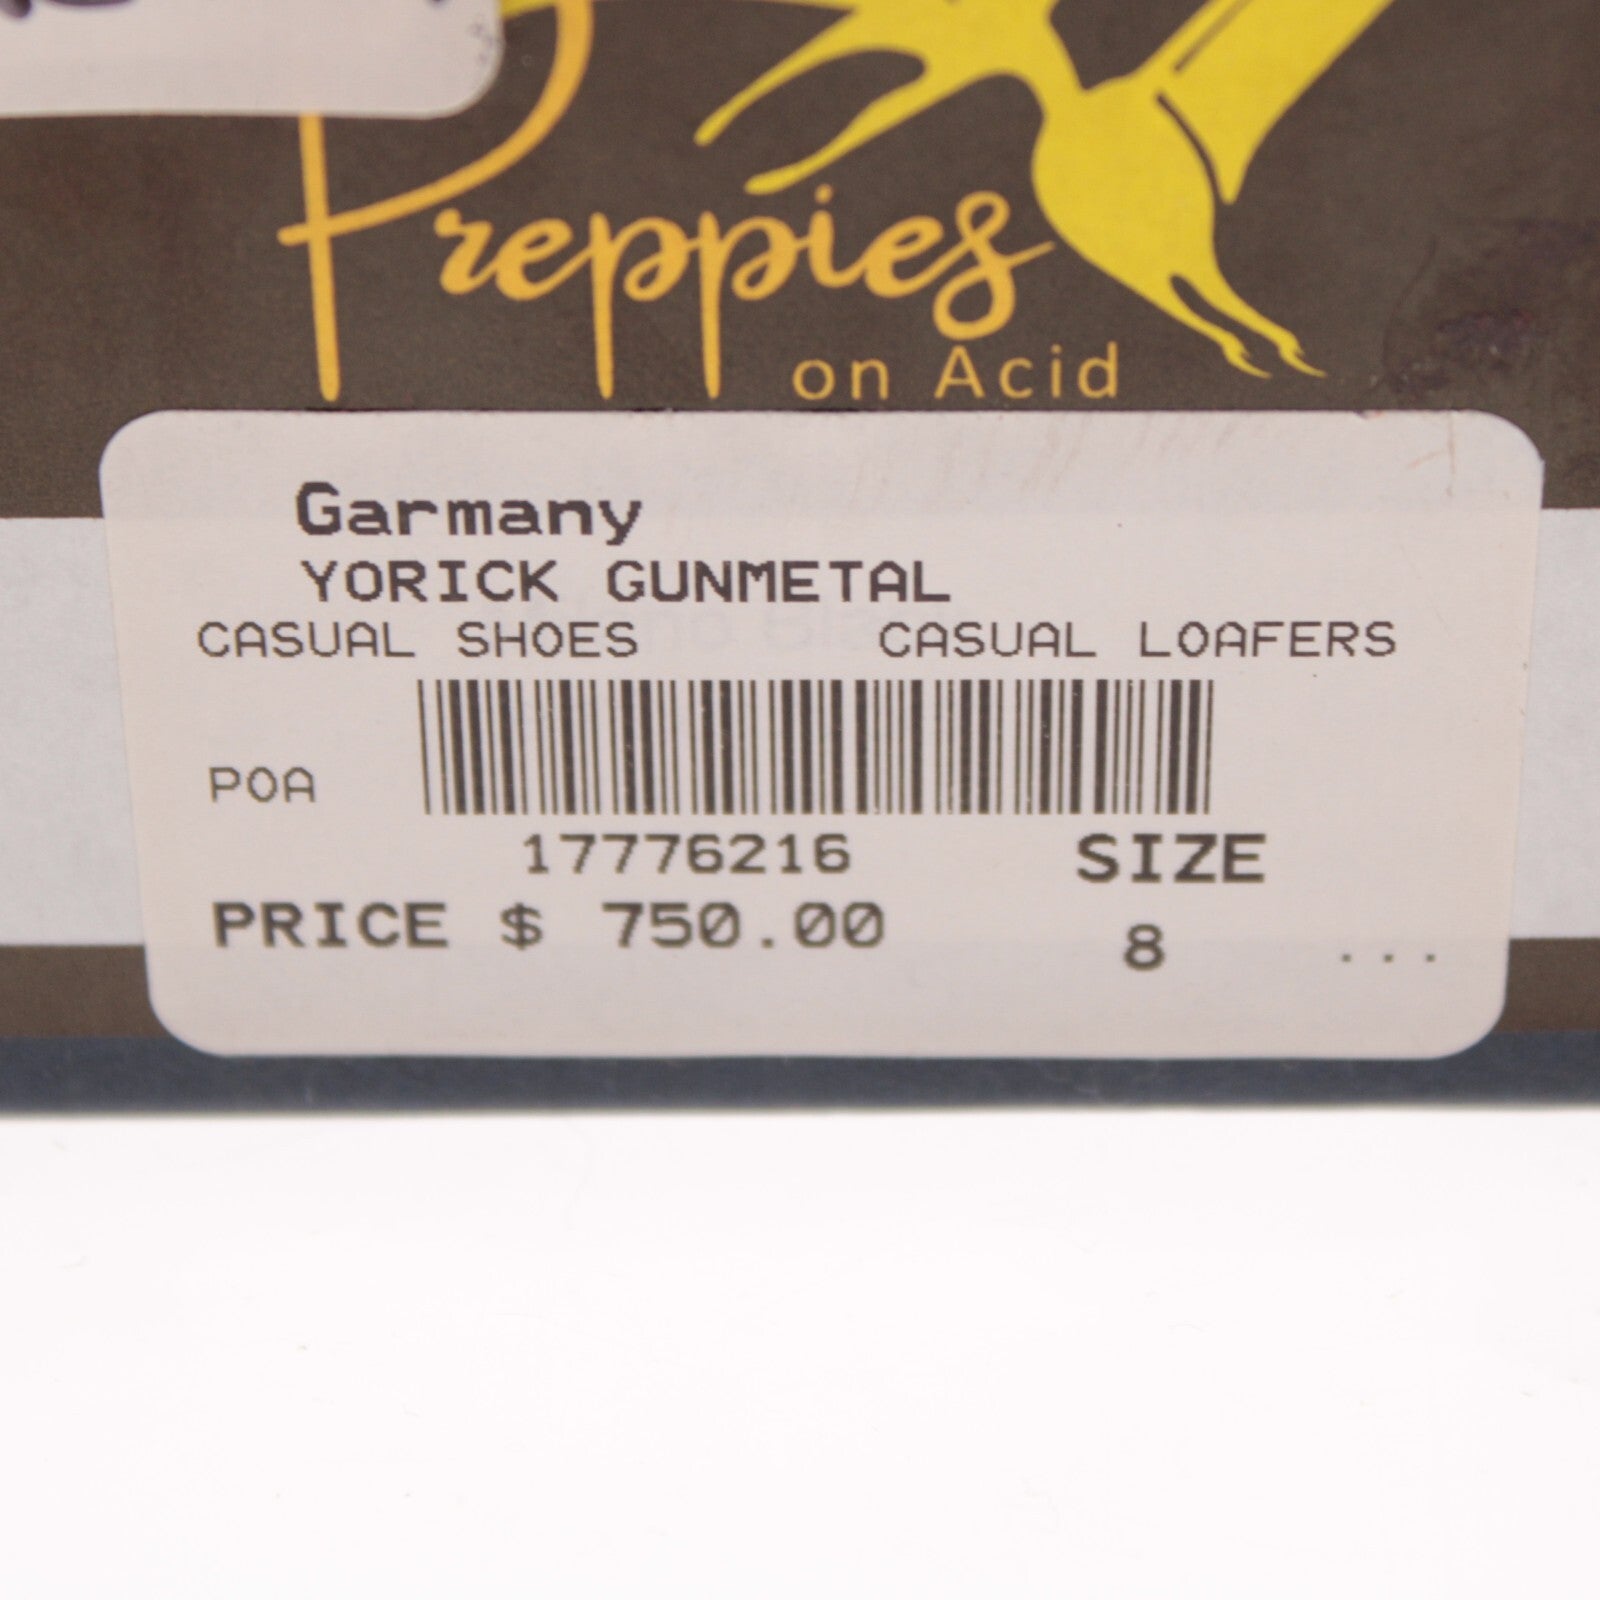 Preppies
on Acid
Garmany
YORICK GUNMETAL
CASUAL SHOES CASUAL LOAFERS
POA
17776216 SIZE
PRICE $ 750.00 8 ...